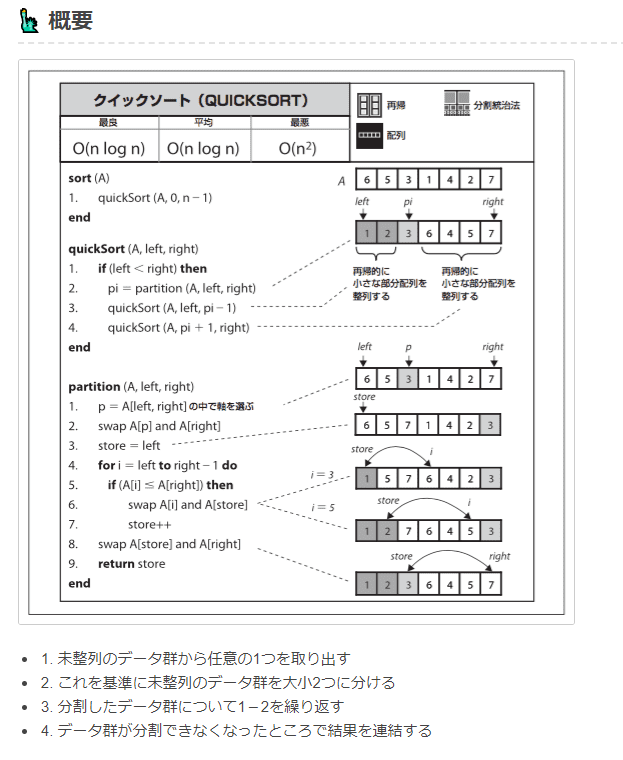 概要
クイックソート（QUICKSORT）
最良 平均 最悪
O(n log n) O(n log n) O(n²)
再帰 分割統治法
配列
sort (A)
1. quickSort (A, 0, n – 1)
end
quickSort (A, left, right)
1. if (left < right) then
2. pi = partition (A, left, right)
3. quickSort (A, left, pi – 1)
4. quickSort (A, pi + 1, right)
end
partition (A, left, right)
1. p = A[left, right] の中で軸を選ぶ
2. swap A[p] and A[right]
3. store = left
4. for i = left to right – 1 do
5. if (A[i] ≤ A[right]) then
6. swap A[i] and A[store]
7. store++
8. swap A[store] and A[right]
9. return store
end
A 6 5 3 1 4 2 7
left pi right
1 2 3 6 4 5 7
再帰的に
小さな部分配列を
整列する
再帰的に
小さな部分配列を
整列する
left p right
6 5 3 1 4 2 7
store
6 5 7 1 4 2 3
store i
i = 3
1 5 7 6 4 2 3
store i
i = 5
1 2 7 6 4 5 3
store right
1 2 3 6 4 5 7
1. 未整列のデータ群から任意の1つを取り出す
2. これを基準に未整列のデータ群を大小2つに分ける
3. 分割したデータ群について1 – 2を繰り返す
4. データ群が分割できなくなったところで結果を連結する